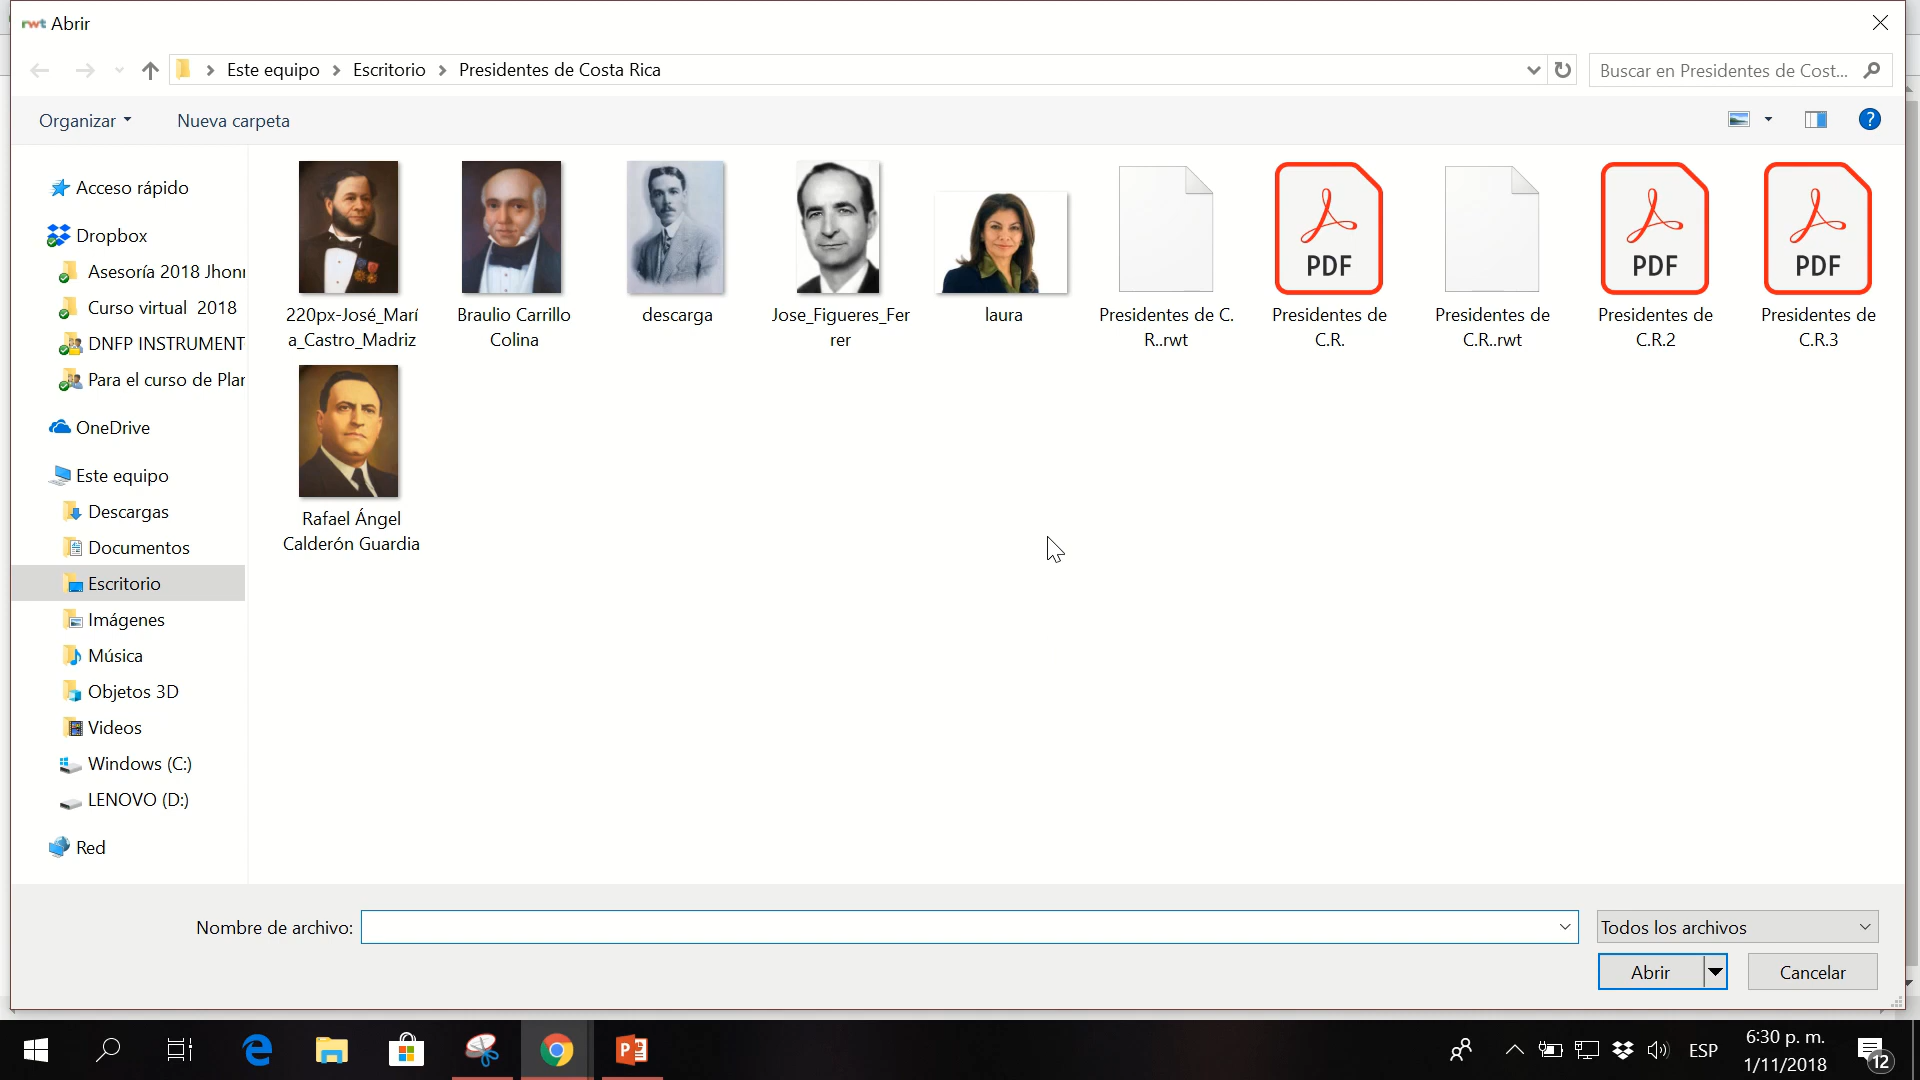 rwt Abrir
Este equipo > Escritorio > Presidentes de Costa Rica
Buscar en Presidentes de Cost...
Organizar
Nueva carpeta
?
Acceso rápido
Dropbox
Asesoría 2018 Jhonn
Curso virtual 2018
DNFP INSTRUMENT
Para el curso de Plan
OneDrive
Este equipo
Descargas
Documentos
Escritorio
Imágenes
Música
Objetos 3D
Videos
Windows (C:)
LENOVO (D:)
Red
220px-José_Marí
a_Castro_Madriz
Braulio Carrillo
Colina
descarga
Jose_Figueres_Fer
rer
laura
Presidentes de C.
R..rwt
PDF
Presidentes de
C.R.
Presidentes de
C.R..rwt
PDF
Presidentes de
C.R.2
PDF
Presidentes de
C.R.3
Rafael Ángel
Calderón Guardia
Nombre de archivo:
Todos los archivos
Abrir
Cancelar
ESP
6:30 p. m.
1/11/2018
12